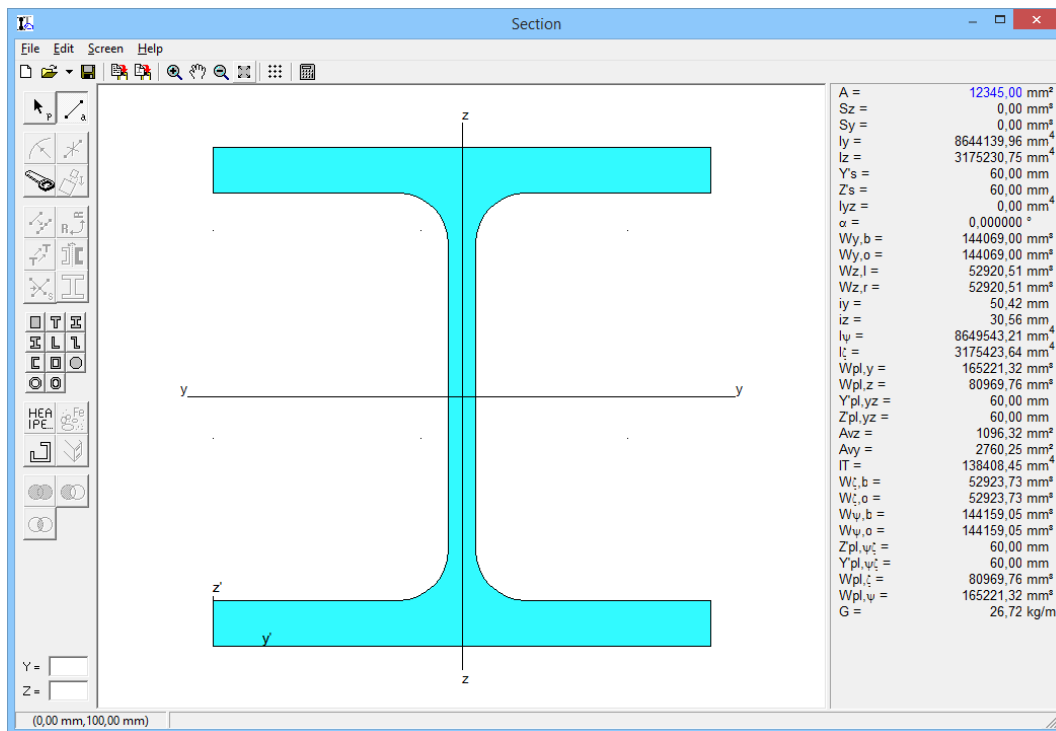 Section
File Edit Screen Help
P
a
R
T
T
S
HEA
IPE...
Fe
Y =
Z =
(0,00 mm,100,00 mm)
z
y
y
z'
y'
z
A = 12345,00 mm²
Sz = 0,00 mm³
Sy = 0,00 mm³
Iy = 8644139,96 mm⁴
Iz = 3175230,75 mm⁴
Y's = 60,00 mm
Z's = 60,00 mm
Iyz = 0,00 mm⁴
α = 0,000000 °
Wy,b = 144069,00 mm³
Wy,o = 144069,00 mm³
Wz,l = 52920,51 mm³
Wz,r = 52920,51 mm³
iy = 50,42 mm
iz = 30,56 mm
Iψ = 8649543,21 mm⁴
Iζ = 3175423,64 mm⁴
Wpl,y = 165221,32 mm³
Wpl,z = 80969,76 mm³
Y'pl,yz = 60,00 mm
Z'pl,yz = 60,00 mm
Avz = 1096,32 mm²
Avy = 2760,25 mm²
IT = 138408,45 mm⁴
Wζ,b = 52923,73 mm³
Wζ,o = 52923,73 mm³
Wψ,b = 144159,05 mm³
Wψ,o = 144159,05 mm³
Z'pl,ψζ = 60,00 mm
Y'pl,ψζ = 60,00 mm
Wpl,ζ = 80969,76 mm³
Wpl,ψ = 165221,32 mm³
G = 26,72 kg/m